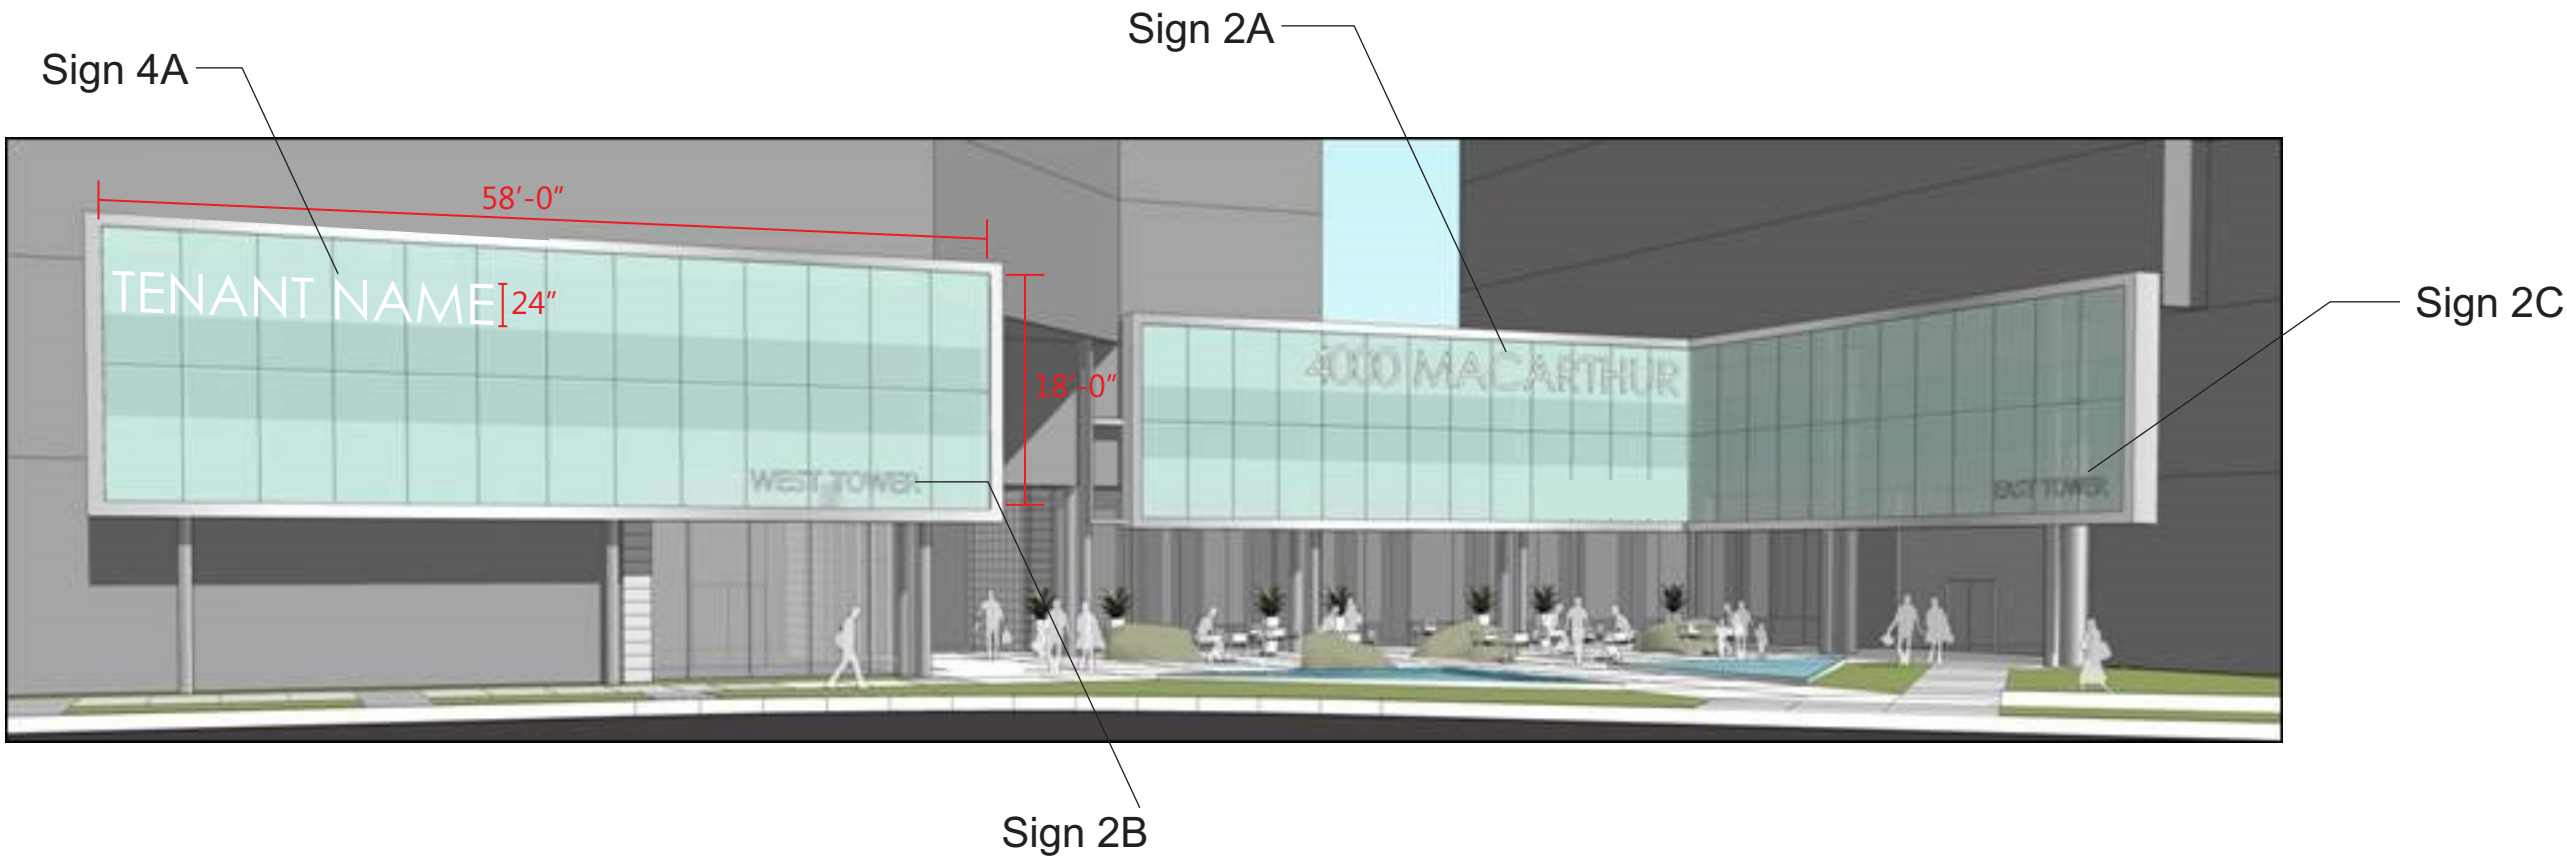 Sign 2A
Sign 4A
58'-0"
TENANT NAME
24"
Sign 2C
4000 MACARTHUR
18'-0"
WEST TOWER
EAST TOWER
Sign 2B